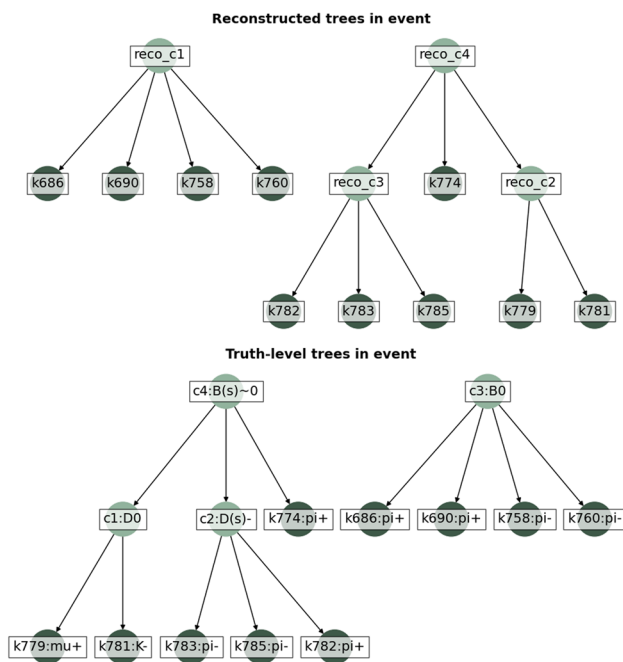 Reconstructed trees in event
reco_c1 reco_c4
k686 k690 k758 k760 reco_c3 k774 reco_c2
k782 k783 k785 k779 k781
Truth-level trees in event
c4:B(s)~0 c3:B0
c1:D0 c2:D(s)- k774:pi+ k686:pi+ k690:pi+ k758:pi- k760:pi-
k779:mu+ k781:K- k783:pi- k785:pi- k782:pi+